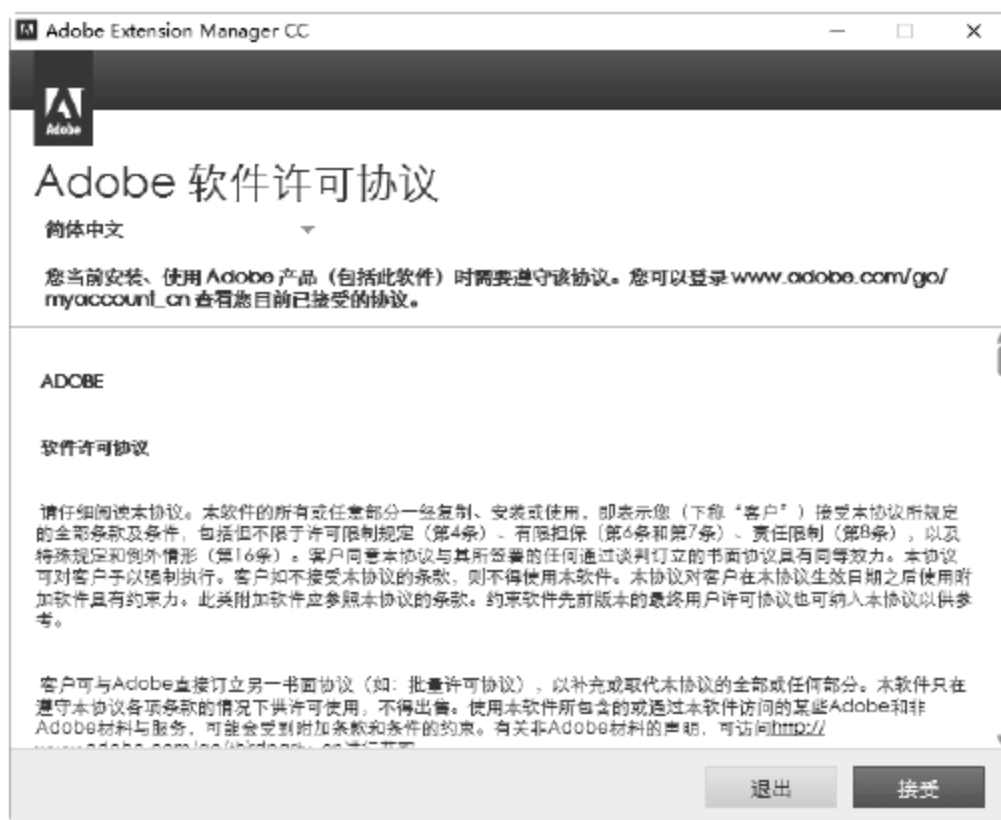 Adobe Extension Manager CC
Adobe
Adobe 软件许可协议
简体中文
您当前安装、使用 Adobe 产品（包括此软件）时需要遵守该协议。您可以登录 www.adobe.com/go/
myaccount_cn 查看您目前已接受的协议。
ADOBE
软件许可协议
请仔细阅读本协议。本软件的所有或任意部分一经复制、安装或使用，即表示您（下称“客户”）接受本协议所规定
的全部条款及条件，包括但不限于许可限制规定（第4条）、有限担保（第6条和第7条）、责任限制（第8条），以及
特殊规定和例外情形（第16条）。客户同意本协议与其所签署的任何通过谈判订立的书面协议具有同等效力。本协议
可对客户予以强制执行。客户如不接受本协议的条款，则不得使用本软件。本协议对客户在本协议生效日期之后使用附
加软件具有约束力。此类附加软件应参照本协议的条款。约束软件先前版本的最终用户许可协议也可纳入本协议以供参
考。
客户可与Adobe直接订立另一书面协议（如：批量许可协议），以补充或取代本协议的全部或任何部分。本软件只在
遵守本协议各项条款的情况下供许可使用，不得出售。使用本软件所包含的或通过本软件访问的某些Adobe和非
Adobe材料与服务，可能会受到附加条款和条件的约束。有关非Adobe材料的声明，可访问http://
退出
接受